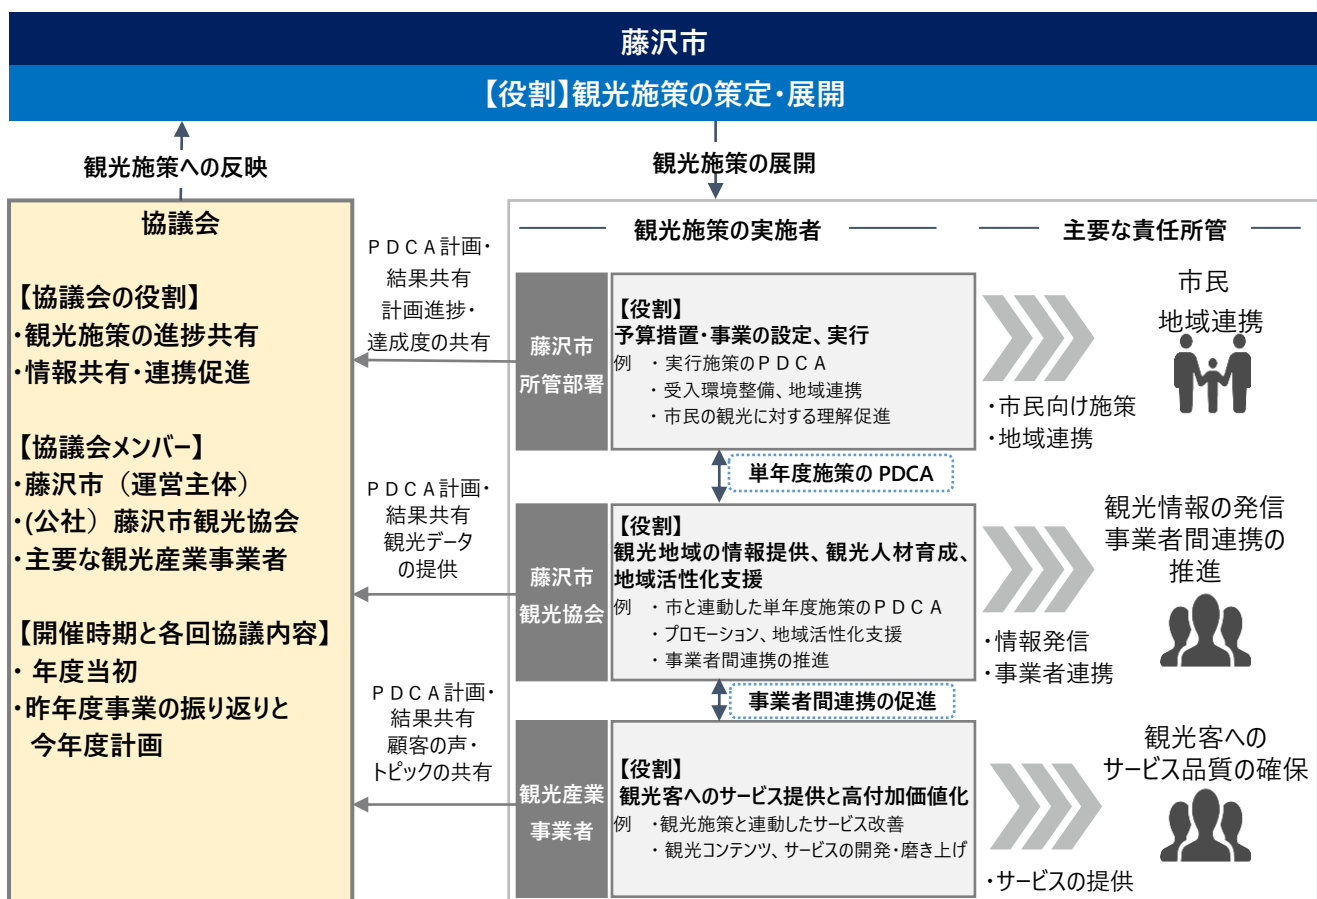 藤沢市
【役割】観光施策の策定・展開
観光施策への反映
観光施策の展開
協議会
【協議会の役割】
・観光施策の進捗共有
・情報共有・連携促進
【協議会メンバー】
・藤沢市（運営主体）
・(公社）藤沢市観光協会
・主要な観光産業事業者
【開催時期と各回協議内容】
・ 年度当初
・昨年度事業の振り返りと
今年度計画
ＰＤＣＡ計画・
結果共有
計画進捗・
達成度の共有
ＰＤＣＡ計画・
結果共有
観光データ
の提供
ＰＤＣＡ計画・
結果共有
顧客の声・
トピックの共有
観光施策の実施者
主要な責任所管
藤沢市
所管部署
【役割】
予算措置・事業の設定、実行
例　・実行施策のＰＤＣＡ
・受入環境整備、地域連携
・市民の観光に対する理解促進
・市民向け施策
・地域連携
市民
地域連携
単年度施策の PDCA
藤沢市
観光協会
【役割】
観光地域の情報提供、観光人材育成、
地域活性化支援
例　・市と連動した単年度施策のＰＤＣＡ
・プロモーション、地域活性化支援
・事業者間連携の推進
・情報発信
・事業者連携
観光情報の発信
事業者間連携の
推進
事業者間連携の促進
観光産業
事業者
【役割】
観光客へのサービス提供と高付加価値化
例　・観光施策と連動したサービス改善
・観光コンテンツ、サービスの開発・磨き上げ
・サービスの提供
観光客への
サービス品質の確保